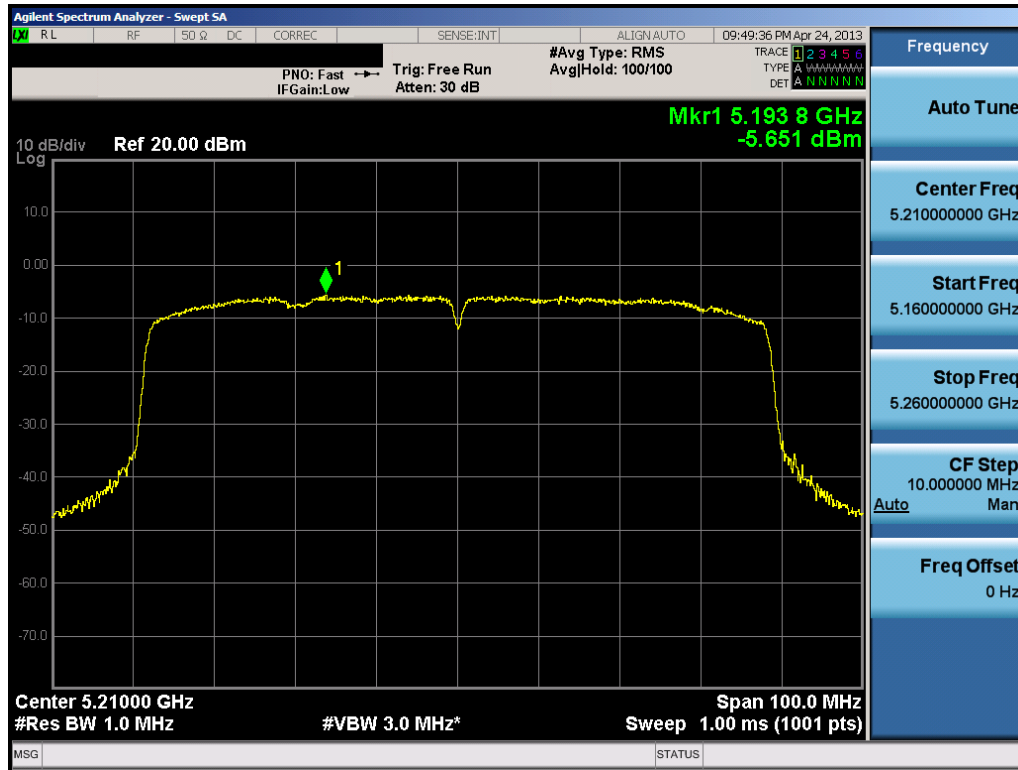 Agilent Spectrum Analyzer - Swept SA
LXI RL RF 50 Ω DC CORREC SENSE:INT ALIGN AUTO 09:49:36 PM Apr 24, 2013
PNO: Fast
IFGain:Low
Trig: Free Run
Atten: 30 dB
#Avg Type: RMS
Avg|Hold: 100/100
TRACE 1 2 3 4 5 6
TYPE A WWWWW
DET A N N N N N
Mkr1 5.193 8 GHz
-5.651 dBm
10 dB/div Ref 20.00 dBm
Log
10.0
0.00
-10.0
-20.0
-30.0
-40.0
-50.0
-60.0
-70.0
1
Center 5.21000 GHz Span 100.0 MHz
#Res BW 1.0 MHz #VBW 3.0 MHz* Sweep 1.00 ms (1001 pts)
MSG STATUS
Frequency
Auto Tune
Center Freq
5.210000000 GHz
Start Freq
5.160000000 GHz
Stop Freq
5.260000000 GHz
CF Step
10.000000 MHz
Auto Man
Freq Offset
0 Hz